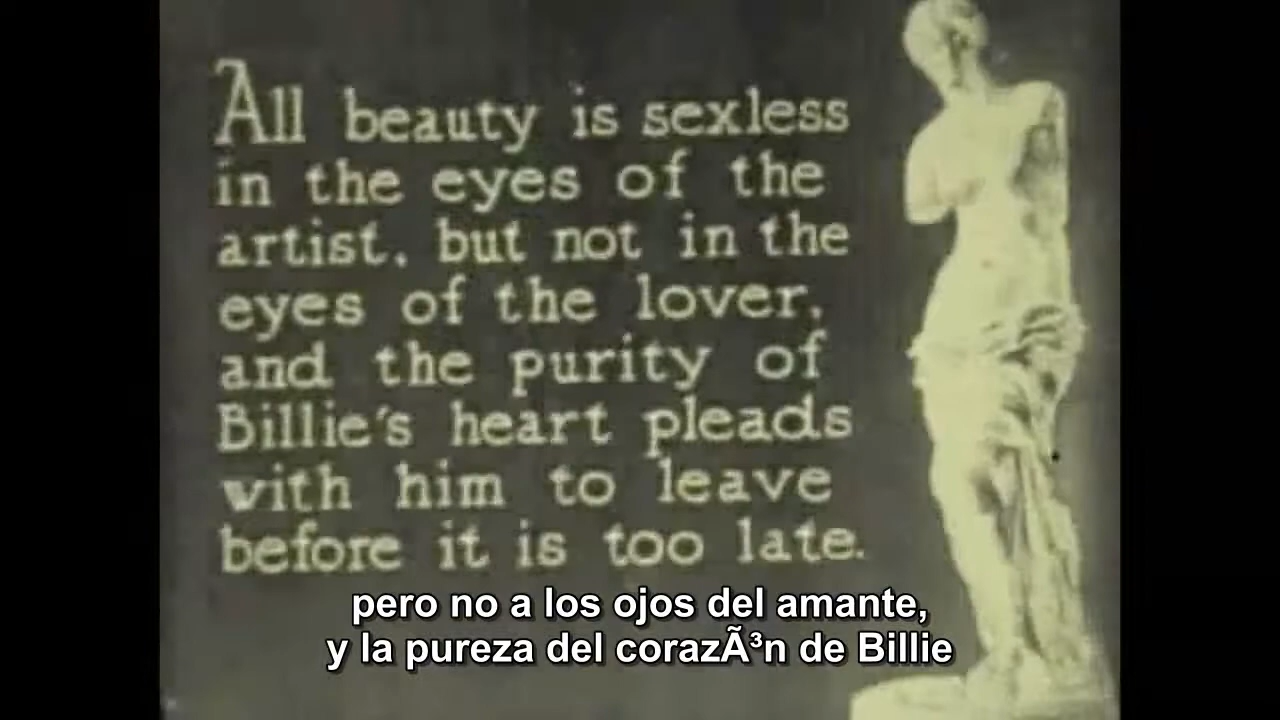 All beauty is sexless
in the eyes of the
artist, but not in the
eyes of the lover,
and the purity of
Billie's heart pleads
with him to leave
before it is too late.
pero no a los ojos del amante,
y la pureza del corazÃ³n de Billie